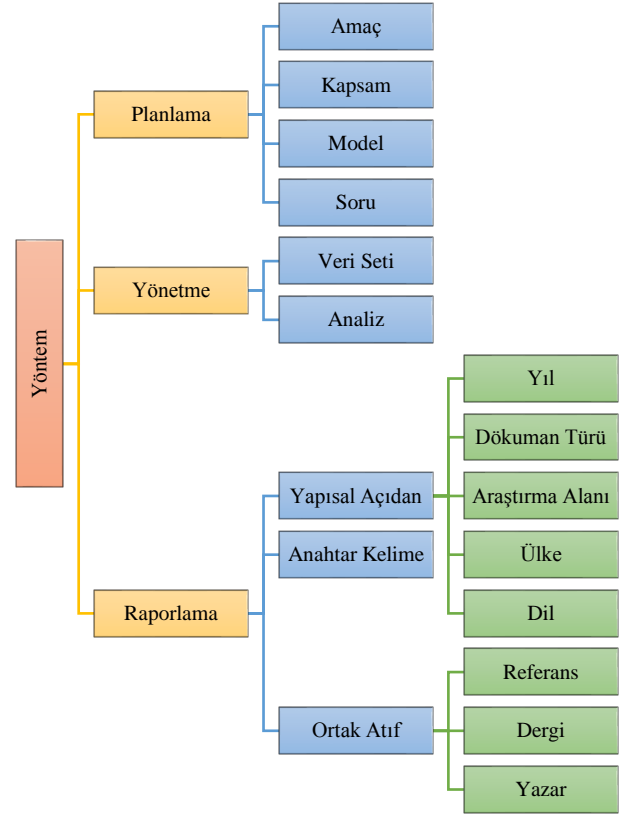 Yöntem
Planlama
Amaç
Kapsam
Model
Soru
Yönetme
Veri Seti
Analiz
Raporlama
Yapısal Açıdan
Yıl
Dökuman Türü
Araştırma Alanı
Ülke
Dil
Anahtar Kelime
Ortak Atıf
Referans
Dergi
Yazar